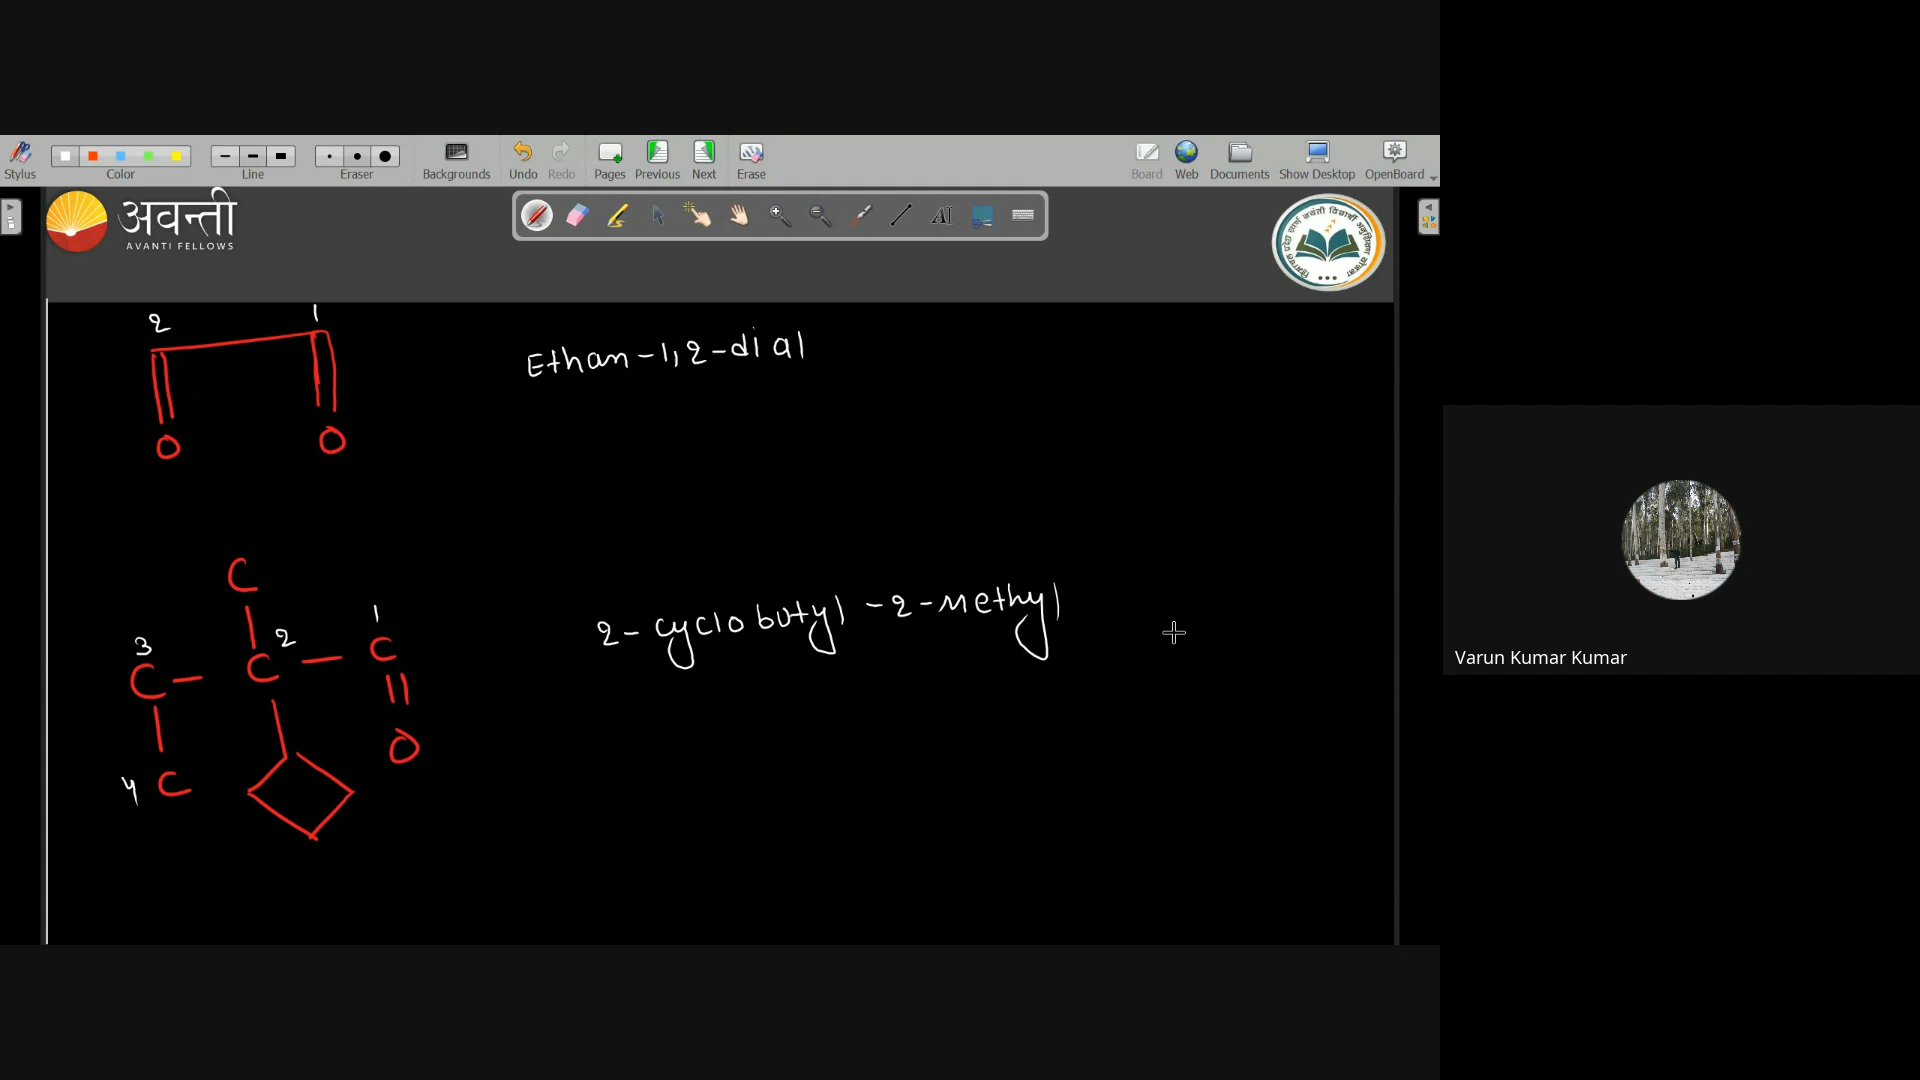 Stylus
Color
Line
Eraser
Backgrounds
Undo
Redo
Pages
Previous
Next
Erase
Board
Web
Documents
Show Desktop
OpenBoard
अवन्ती
AVANTI FELLOWS
2 1
Ethan-1,2-dial
O O
C
3 2 1
C - C - C
O
4 C
2-cyclobutyl-2-Methyl
Varun Kumar Kumar